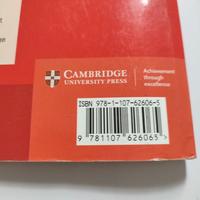 CAMBRIDGE
UNIVERSITY PRESS
Achievement
through
excellence
ISBN 978-1-107-62606-5
9 781107 626065